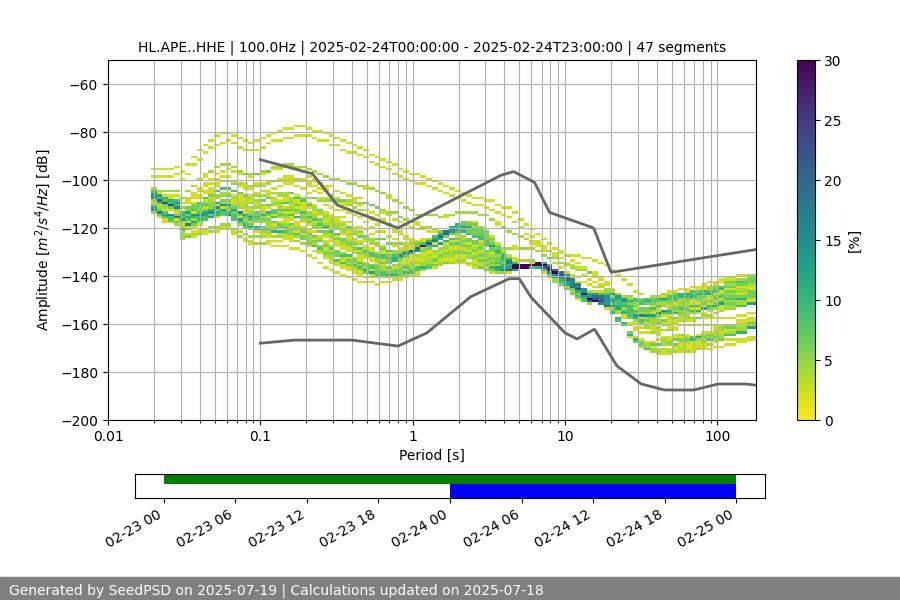 HL.APE..HHE | 100.0Hz | 2025-02-24T00:00:00 - 2025-02-24T23:00:00 | 47 segments
Amplitude [m²/s⁴/Hz] [dB]
−60
−80
−100
−120
−140
−160
−180
−200
0.01 0.1 1 10 100
Period [s]
30
25
20
15
10
5
0
[%]
02-23 00 02-23 06 02-23 12 02-23 18 02-24 00 02-24 06 02-24 12 02-24 18 02-25 00
Generated by SeedPSD on 2025-07-19 | Calculations updated on 2025-07-18